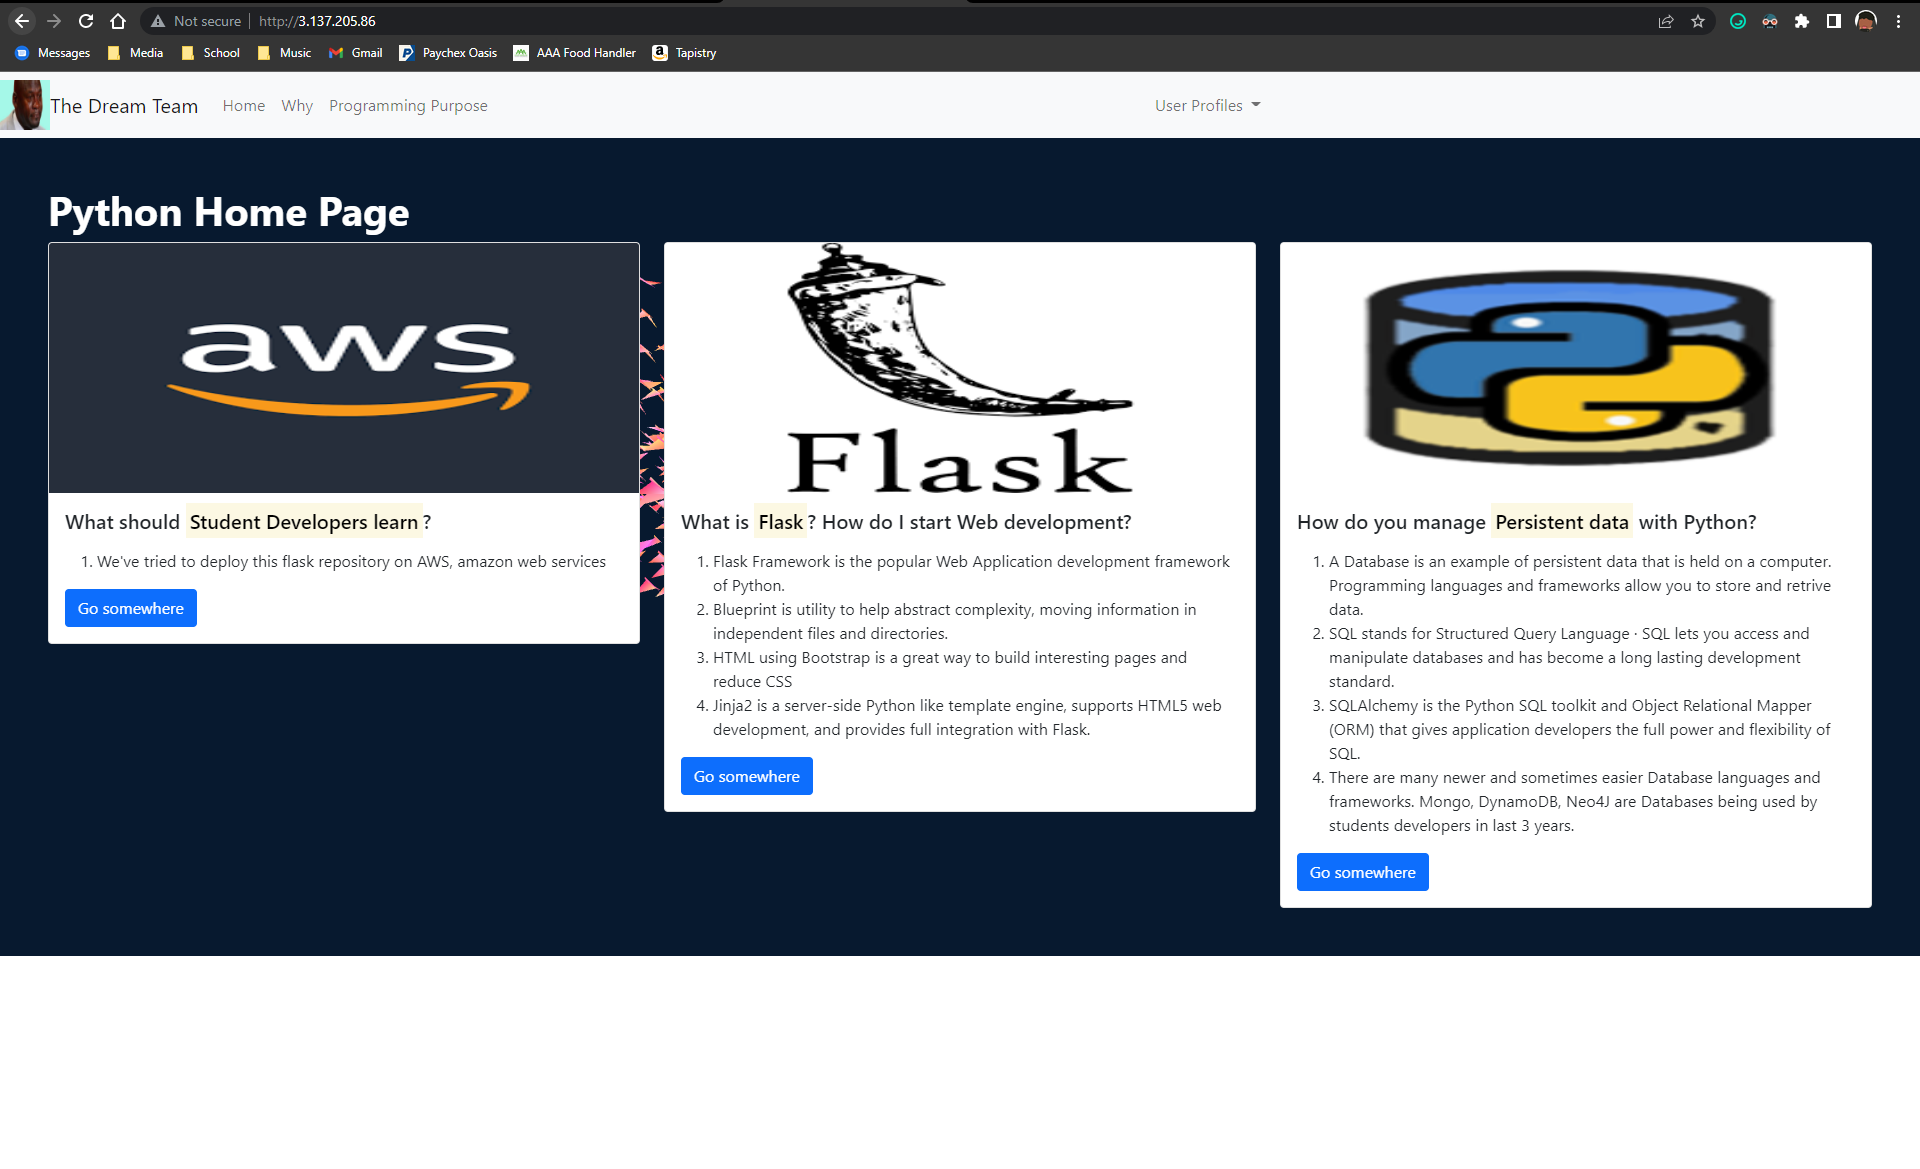 Not secure | http://3.137.205.86
Messages Media School Music Gmail Paychex Oasis AAA Food Handler Tapistry
The Dream Team Home Why Programming Purpose User Profiles
Python Home Page
aws
What should Student Developers learn ?
1. We've tried to deploy this flask repository on AWS, amazon web services
Go somewhere
Flask
What is Flask ? How do I start Web development?
1. Flask Framework is the popular Web Application development framework
of Python.
2. Blueprint is utility to help abstract complexity, moving information in
independent files and directories.
3. HTML using Bootstrap is a great way to build interesting pages and
reduce CSS
4. Jinja2 is a server-side Python like template engine, supports HTML5 web
development, and provides full integration with Flask.
Go somewhere
How do you manage Persistent data with Python?
1. A Database is an example of persistent data that is held on a computer.
Programming languages and frameworks allow you to store and retrive
data.
2. SQL stands for Structured Query Language · SQL lets you access and
manipulate databases and has become a long lasting development
standard.
3. SQLAlchemy is the Python SQL toolkit and Object Relational Mapper
(ORM) that gives application developers the full power and flexibility of
SQL.
4. There are many newer and sometimes easier Database languages and
frameworks. Mongo, DynamoDB, Neo4J are Databases being used by
students developers in last 3 years.
Go somewhere